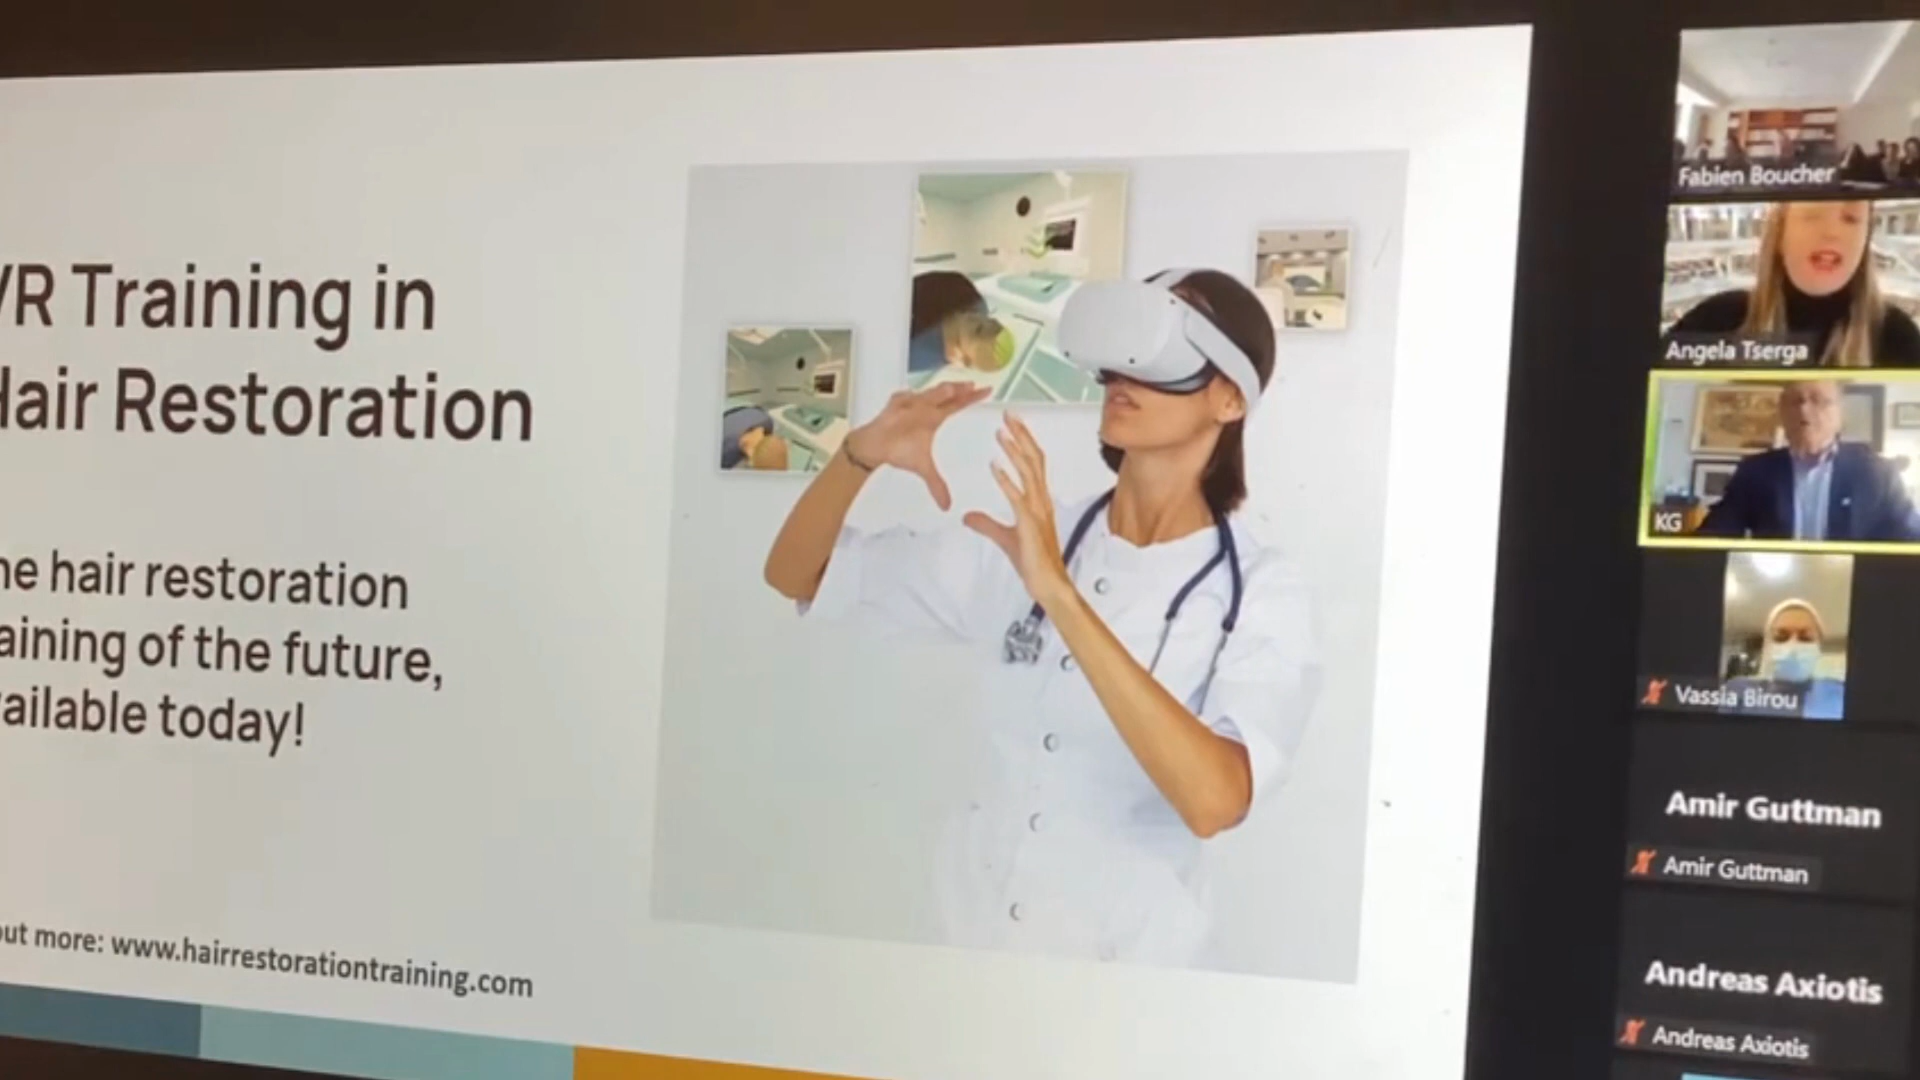 VR Training in
Hair Restoration
he hair restoration
aining of the future,
ailable today!
out more: www.hairrestorationtraining.com
Fabien Boucher
Angela Tserga
KG
Vassia Birou
Amir Guttman
Amir Guttman
Andreas Axiotis
Andreas Axiotis